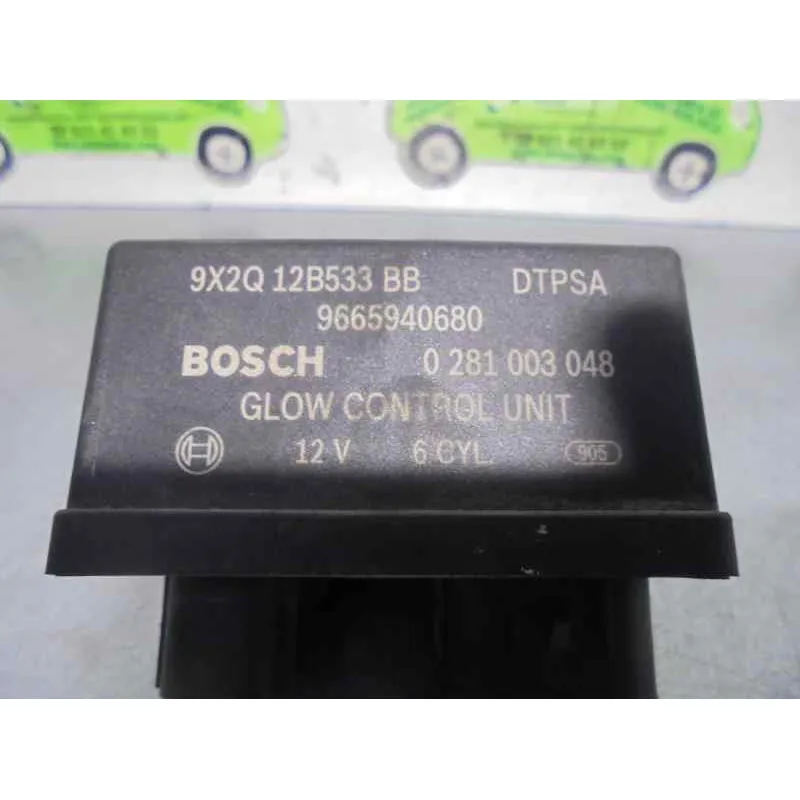 9X2Q 12B533 BB DTPSA
9665940680
BOSCH 0 281 003 048
GLOW CONTROL UNIT
12 V 6 CYL. 905